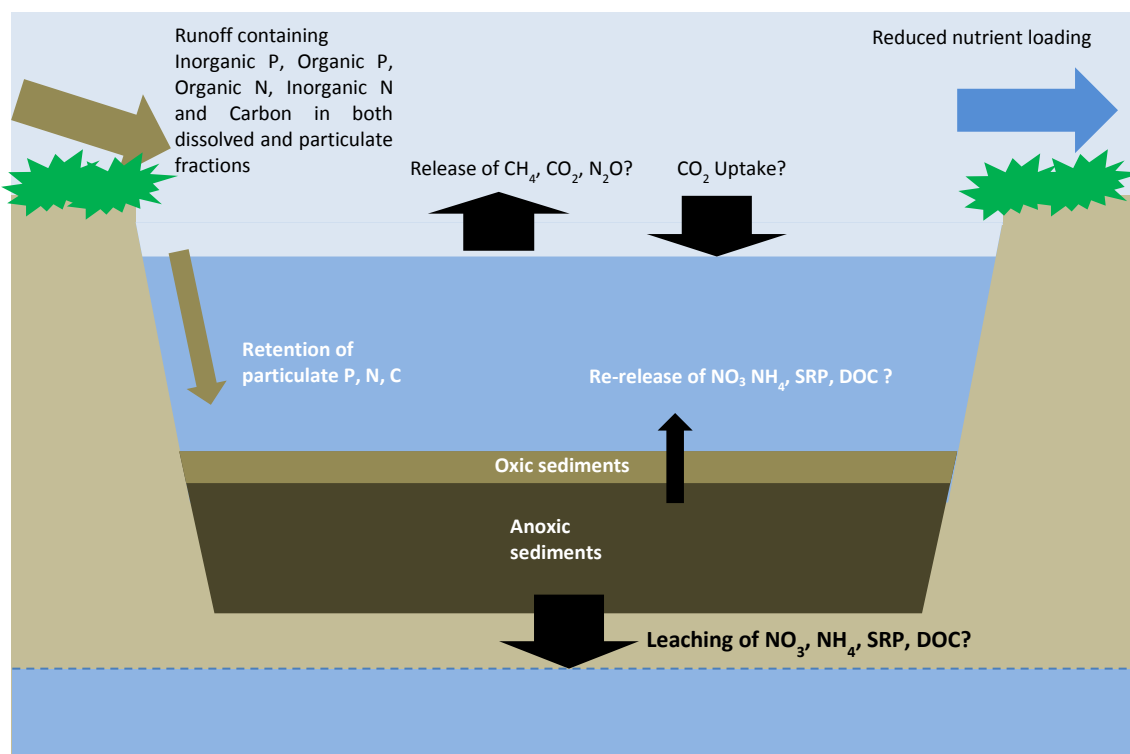 Runoff containing
Inorganic P, Organic P,
Organic N, Inorganic N
and Carbon in both
dissolved and particulate
fractions
Reduced nutrient loading
Release of CH₄, CO₂, N₂O?
CO₂ Uptake?
Retention of
particulate P, N, C
Re-release of NO₃ NH₄, SRP, DOC ?
Oxic sediments
Anoxic
sediments
Leaching of NO₃, NH₄, SRP, DOC?